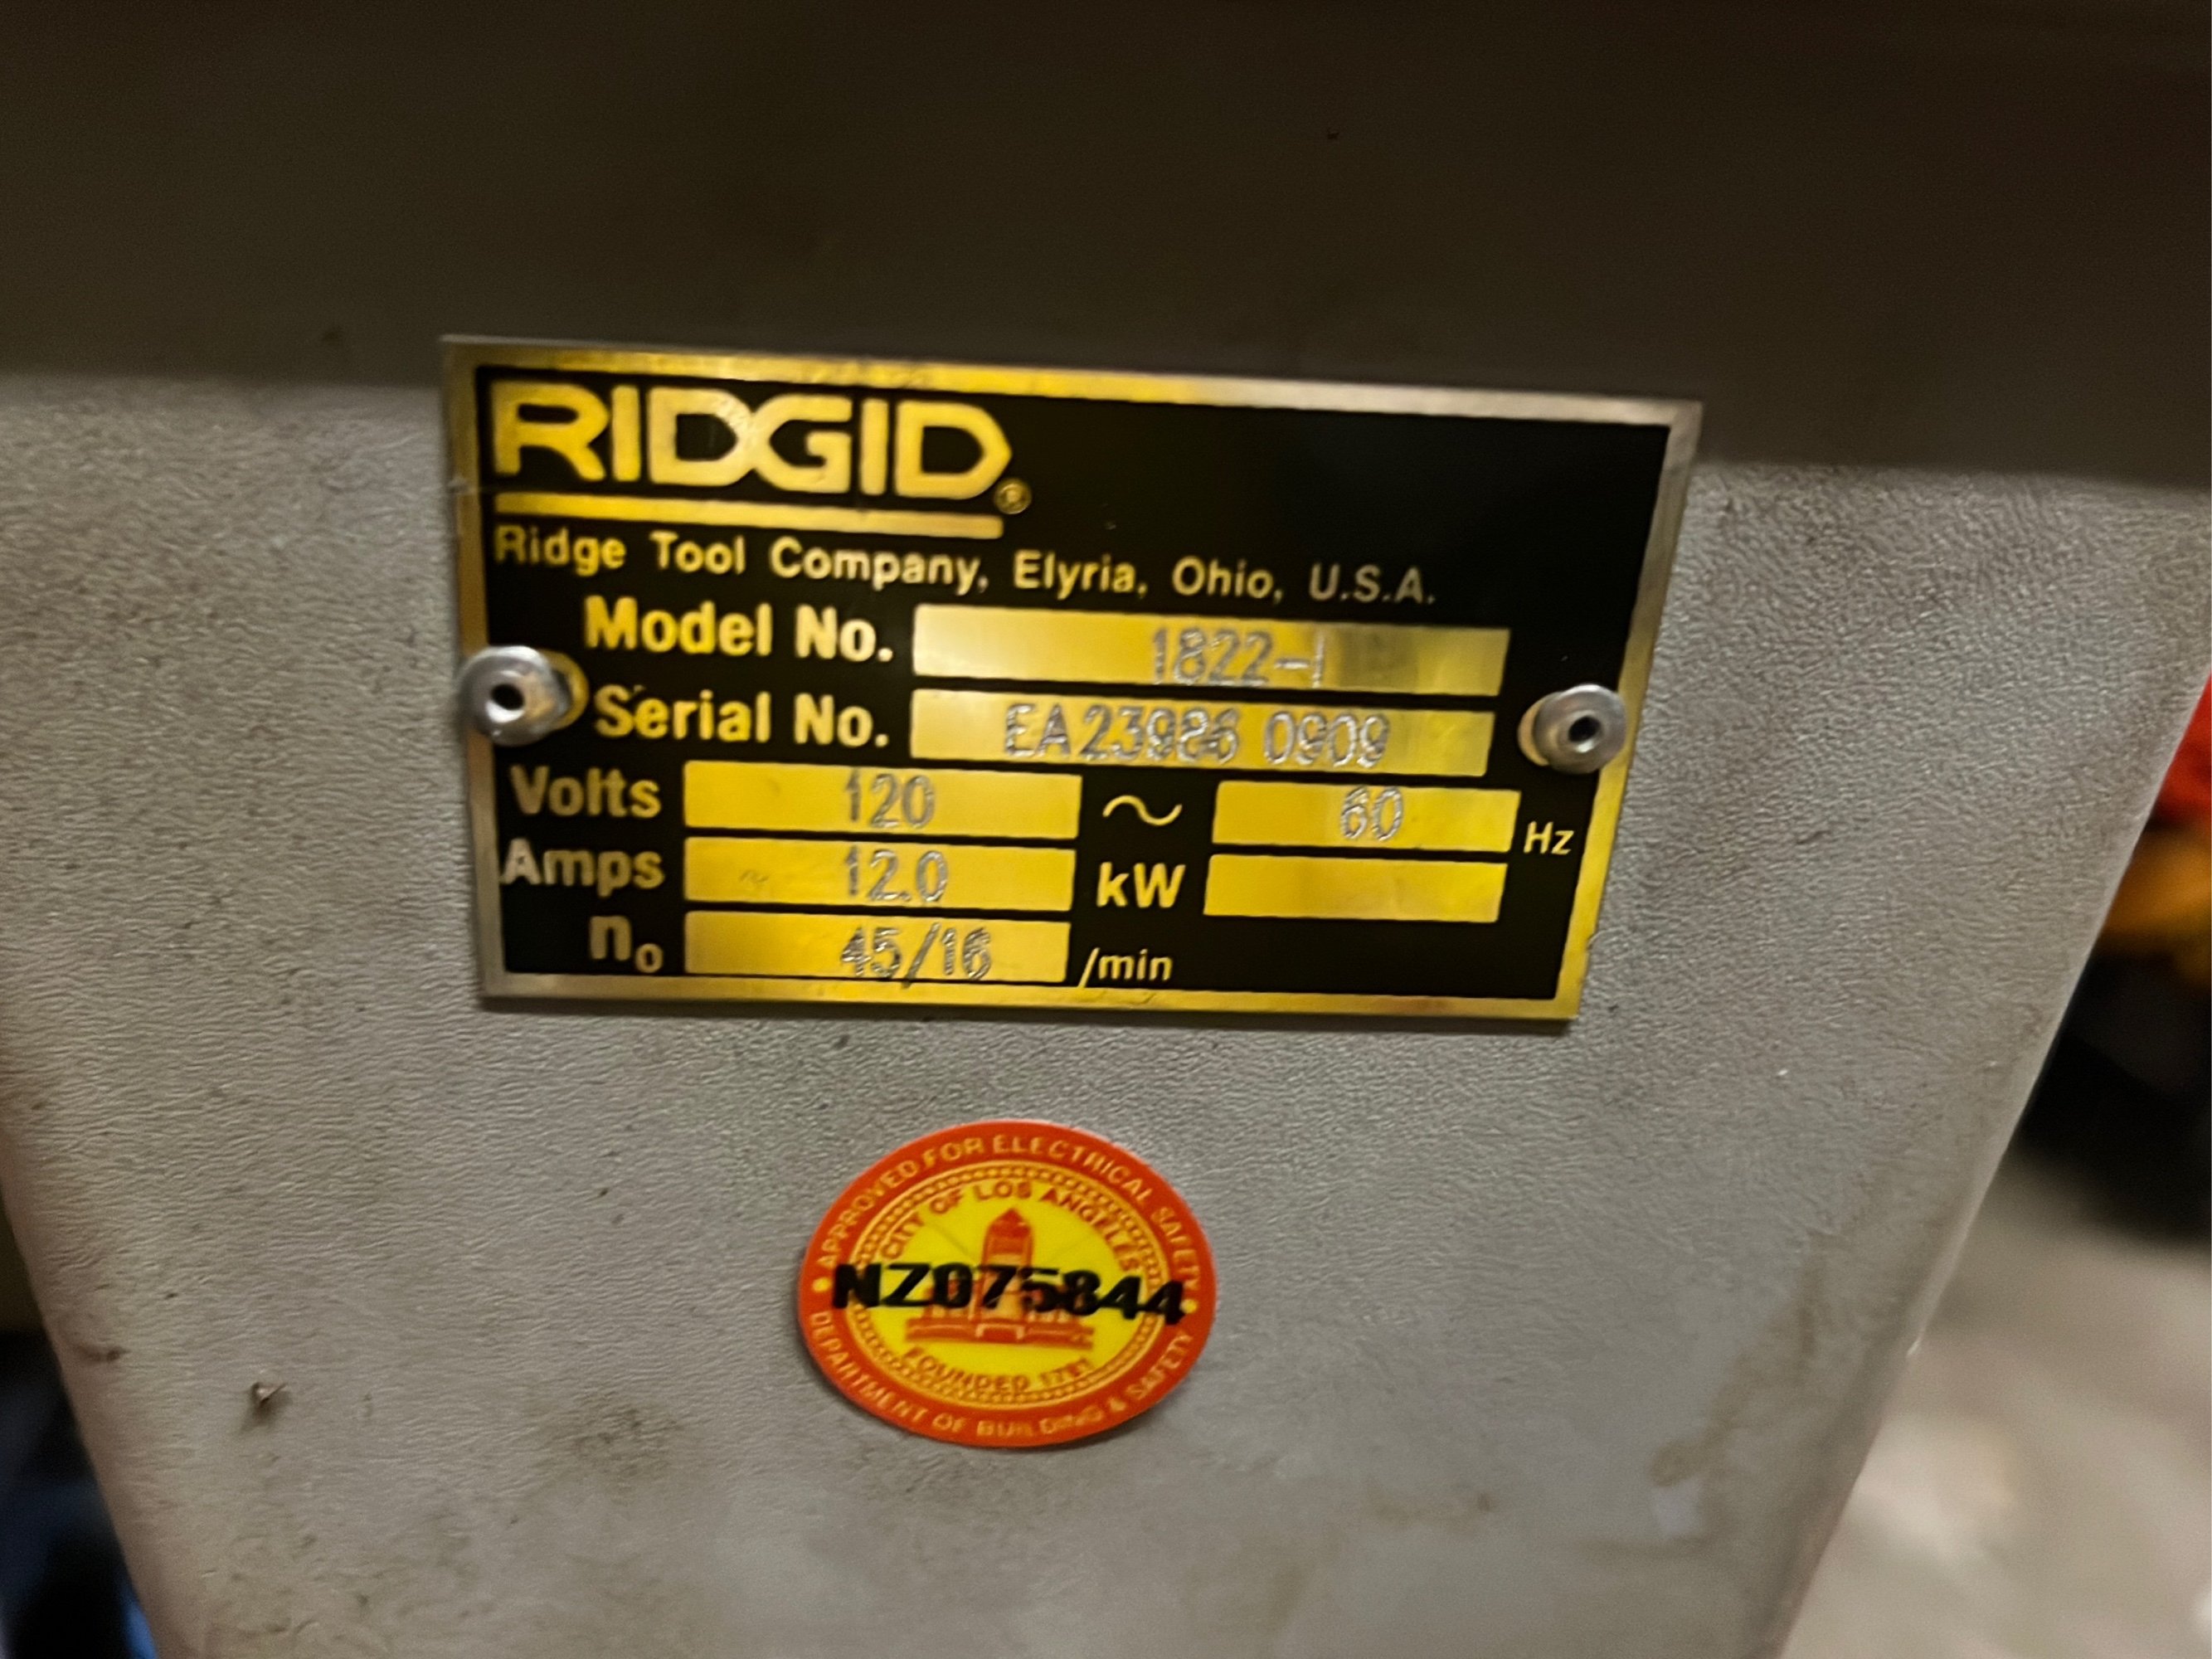 RIDGID®
Ridge Tool Company, Elyria, Ohio, U.S.A.
Model No. 1822-I
Serial No. EA23986 0909
Volts 120 ~ 60 Hz
Amps 12.0 kW
no 45/16 /min
APPROVED FOR ELECTRICAL SAFETY
CITY OF LOS ANGELES
NZ075844
FOUNDED 1781
DEPARTMENT OF BUILDING & SAFETY